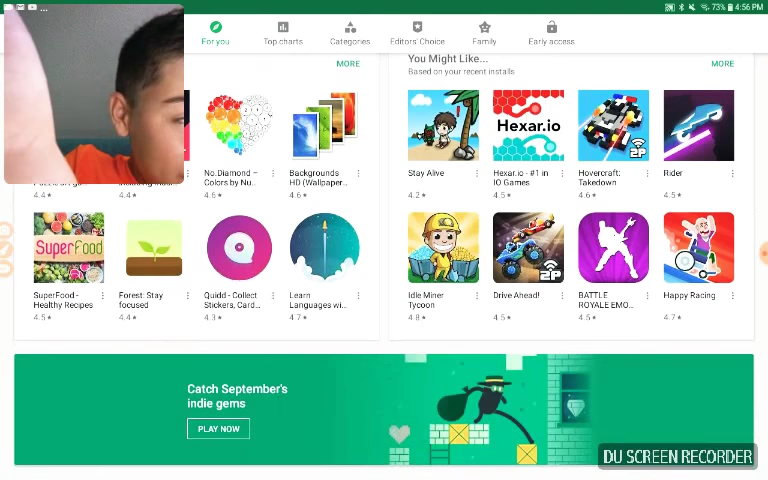 ... 73% 4:56 PM
For you Top charts Categories Editors' Choice Family Early access
MORE
You Might Like...
Based on your recent installs
MORE
No.Diamond –
Colors by Nu..
4.6★
Backgrounds
HD (Wallpaper...
4.6★
Hexar.io
2P
Stay Alive
4.2★
Hexar.io - #1 in
IO Games
4.5★
Hovercraft:
Takedown
4.6★
Rider
4.5★
4.4★ 4.4★
SuperFood
2P
SuperFood -
Healthy Recipes
4.5★
Forest: Stay
focused
4.4★
Quidd - Collect
Stickers, Card...
4.3★
Learn
Languages wi...
4.7★
Idle Miner
Tycoon
4.8★
Drive Ahead!
4.5★
BATTLE
ROYALE EMO...
4.5★
Happy Racing
4.7★
Catch September's
indie gems
PLAY NOW
DU SCREEN RECORDER